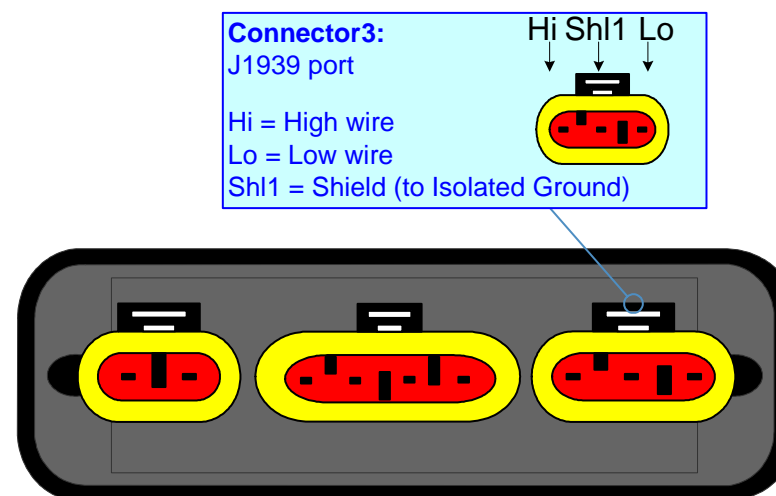 Connector3:
J1939 port
Hi = High wire
Lo = Low wire
Shl1 = Shield (to Isolated Ground)
Hi Shl1 Lo